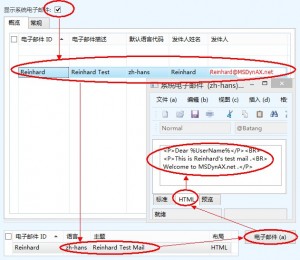 显示系统电子邮件:
概览 常规
电子邮件 ID 电子邮件描述 默认语言代码 发件人姓名 发件人
Reinhard Reinhard Test zh-hans Reinhard Reinhard@MSDynAX.net
系统电子邮件 (zh-hans)...
文件 (a) 编辑 (b) 视图 (c) 插入 (d)
Normal @Batang
<P>Dear %UserName%</P><BR>
<P>This is Reinhard's test mail .<BR>
Welcome to MSDynAX.net .</P>
标准 HTML 预览
就绪
电子邮件 (a)
电子邮件 ID 语言 主题 布局
Reinhard zh-hans Reinhard Test Mail HTML